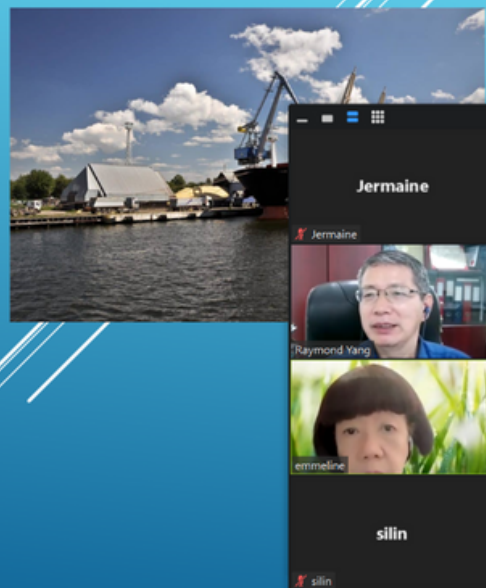 Jermaine
Jermaine
Raymond Yang
emmeline
silin
silin